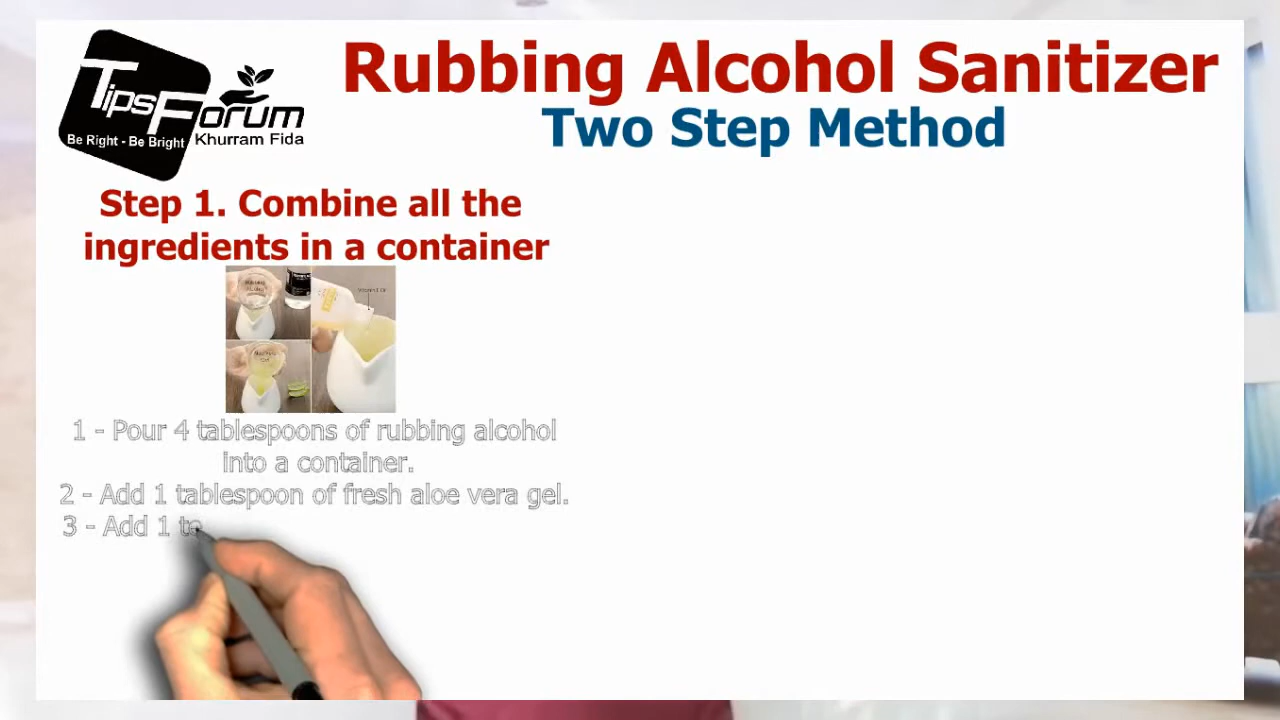 Tips Forum
Be Right - Be Bright
Khurram Fida
Rubbing Alcohol Sanitizer
Two Step Method
Step 1. Combine all the
ingredients in a container
1 - Pour 4 tablespoons of rubbing alcohol
into a container.
2 - Add 1 tablespoon of fresh aloe vera gel.
3 - Add 1 to